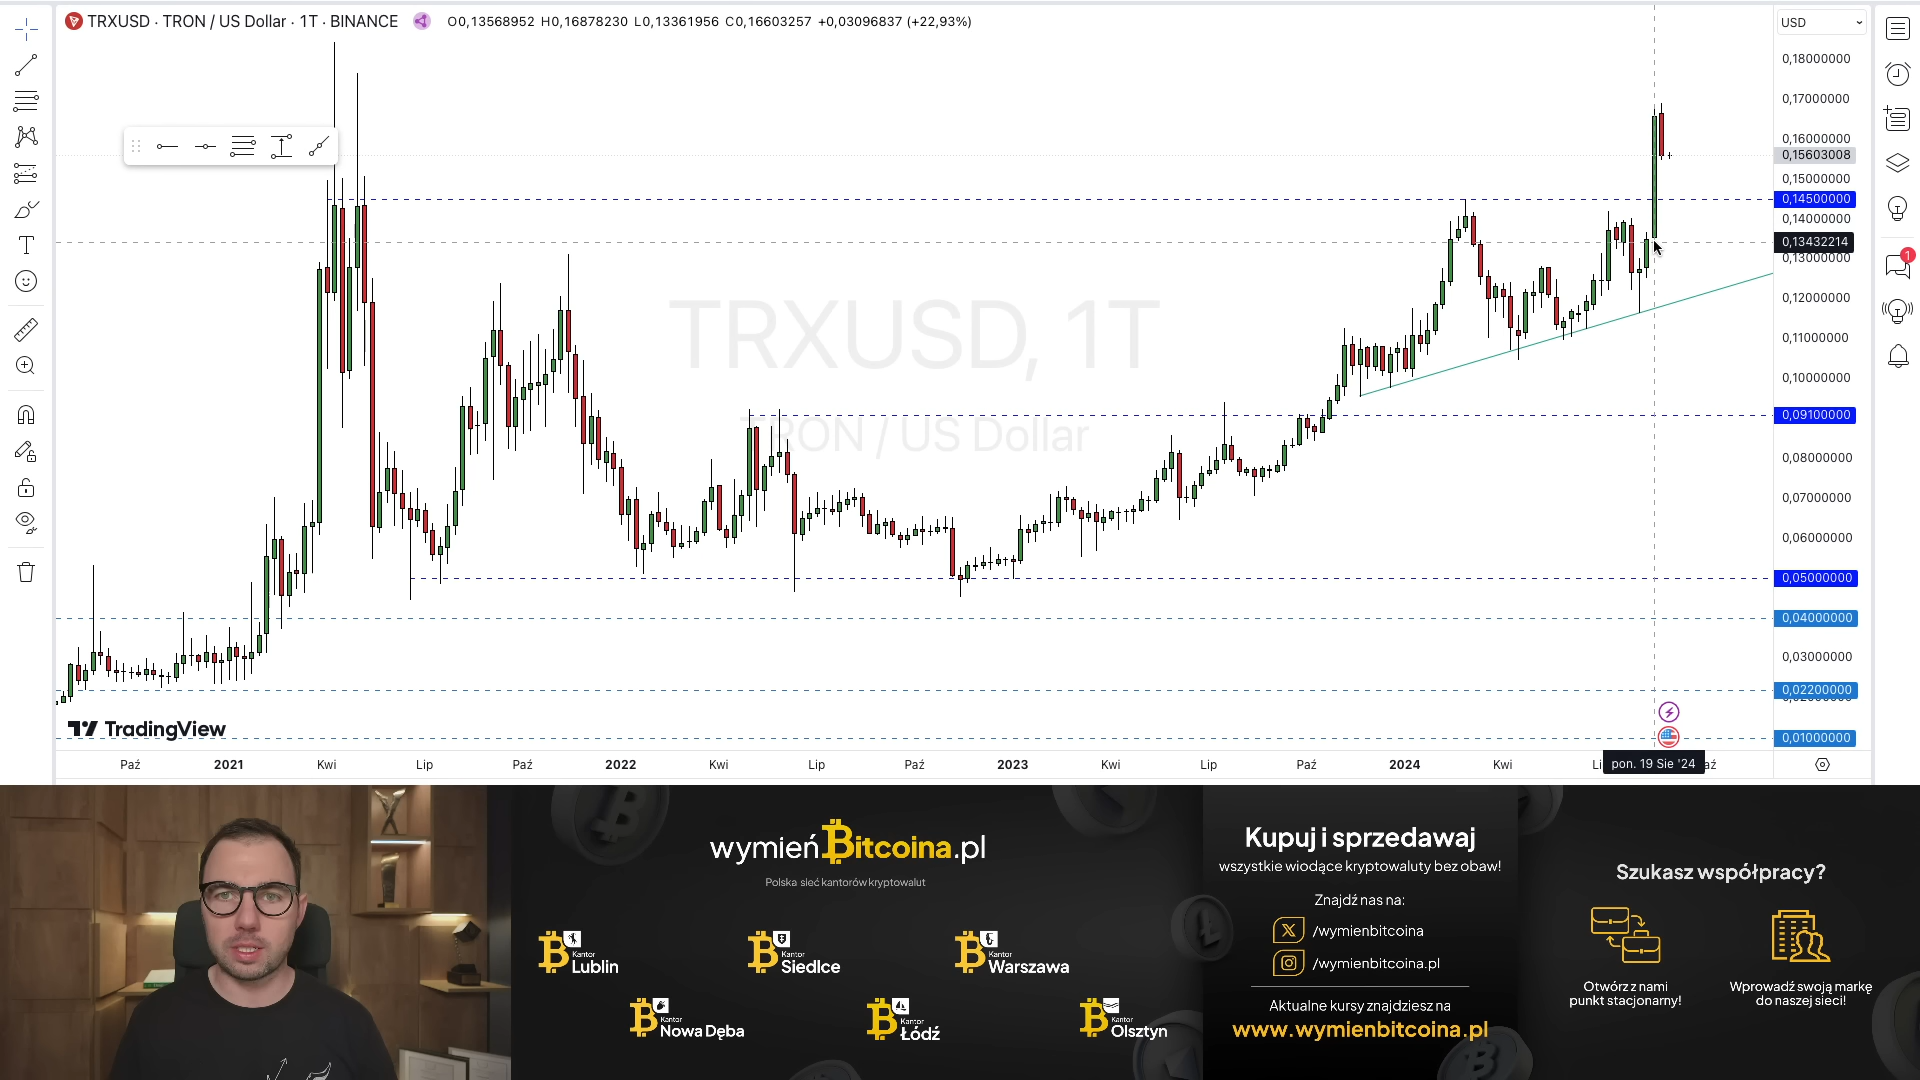 TRXUSD · TRON / US Dollar · 1T · BINANCE
O0,13568952 H0,16878230 L0,13361956 C0,16603257 +0,03096837 (+22,93%)
USD
0,18000000
0,17000000
0,16000000
0,15603008
0,15000000
0,14500000
0,14000000
0,13432214
0,13000000
0,12000000
0,11000000
0,10000000
0,09100000
0,08000000
0,07000000
0,06000000
0,05000000
0,04000000
0,03000000
0,02200000
0,01000000
1
TRXUSD, 1T
TRON / US Dollar
TradingView
Paź 2021 Kwi Lip Paź 2022 Kwi Lip Paź 2023 Kwi Lip Paź 2024 Kwi
pon. 19 Sie '24
wymieńBitcoina.pl
Polska sieć kantorów kryptowalut
Kantor Lublin
Kantor Siedlce
Kantor Warszawa
Kantor Nowa Dęba
Kantor Łódź
Kantor Olsztyn
Kupuj i sprzedawaj
wszystkie wiodące kryptowaluty bez obaw!
Znajdź nas na:
/wymienbitcoina
/wymienbitcoina.pl
Aktualne kursy znajdziesz na
www.wymienbitcoina.pl
Szukasz współpracy?
Otwórz z nami
punkt stacjonarny!
Wprowadź swoją markę
do naszej sieci!